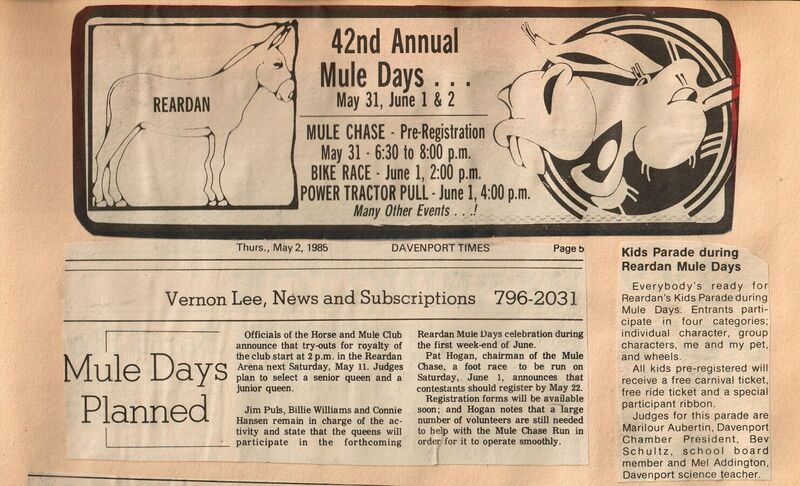 REARDAN
42nd Annual
Mule Days . . .
May 31, June 1 & 2
MULE CHASE - Pre-Registration
May 31 - 6:30 to 8:00 p.m.
BIKE RACE - June 1, 2:00 p.m.
POWER TRACTOR PULL - June 1, 4:00 p.m.
Many Other Events . . .!
Thurs., May 2, 1985 DAVENPORT TIMES Page 5
Vernon Lee, News and Subscriptions 796-2031
Mule Days
Planned
Officials of the Horse and Mule Club
announce that try-outs for royalty of
the club start at 2 p.m. in the Reardan
Arena next Saturday, May 11. Judges
plan to select a senior queen and a
junior queen.
Jim Puls, Billie Williams and Connie
Hansen remain in charge of the ac-
tivity and state that the queens will
participate in the forthcoming
Reardan Mule Days celebration during
the first week-end of June.
Pat Hogan, chairman of the Mule
Chase, a foot race to be run on
Saturday, June 1, announces that
contestants should register by May 22.
Registration forms will be available
soon; and Hogan notes that a large
number of volunteers are still needed
to help with the Mule Chase Run in
order for it to operate smoothly.
Kids Parade during
Reardan Mule Days
Everybody's ready for
Reardan's Kids Parade during
Mule Days. Entrants parti-
cipate in four categories;
individual character, group
characters, me and my pet,
and wheels.
All kids pre-registered will
receive a free carnival ticket,
free ride ticket and a special
participant ribbon.
Judges for this parade are
Marilour Aubertin, Davenport
Chamber President, Bev
Schultz, school board
member and Mel Addington,
Davenport science teacher.